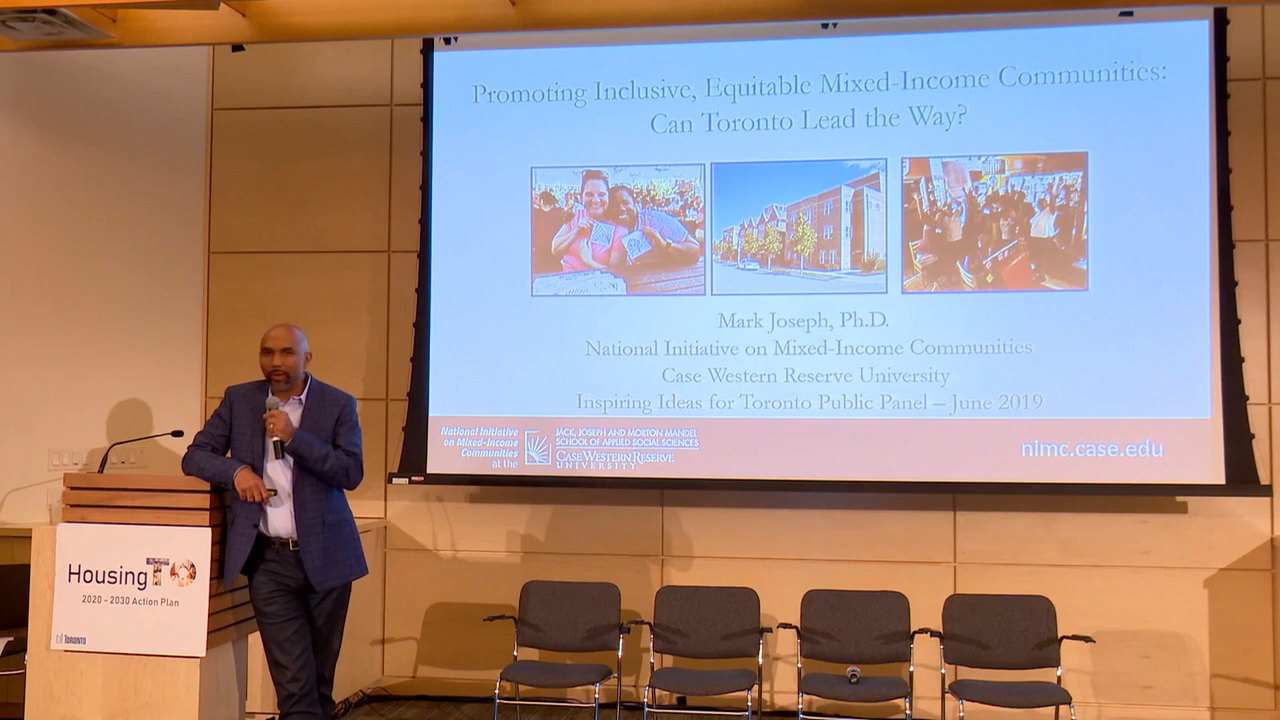 Promoting Inclusive, Equitable Mixed-Income Communities:
Can Toronto Lead the Way?
Mark Joseph, Ph.D.
National Initiative on Mixed-Income Communities
Case Western Reserve University
Inspiring Ideas for Toronto Public Panel – June 2019
National Initiative
on Mixed-Income
Communities
at the
JACK, JOSEPH AND MORTON MANDEL
SCHOOL OF APPLIED SOCIAL SCIENCES
CASE WESTERN RESERVE
UNIVERSITY
nimc.case.edu
HousingTO
2020 – 2030 Action Plan
TORONTO